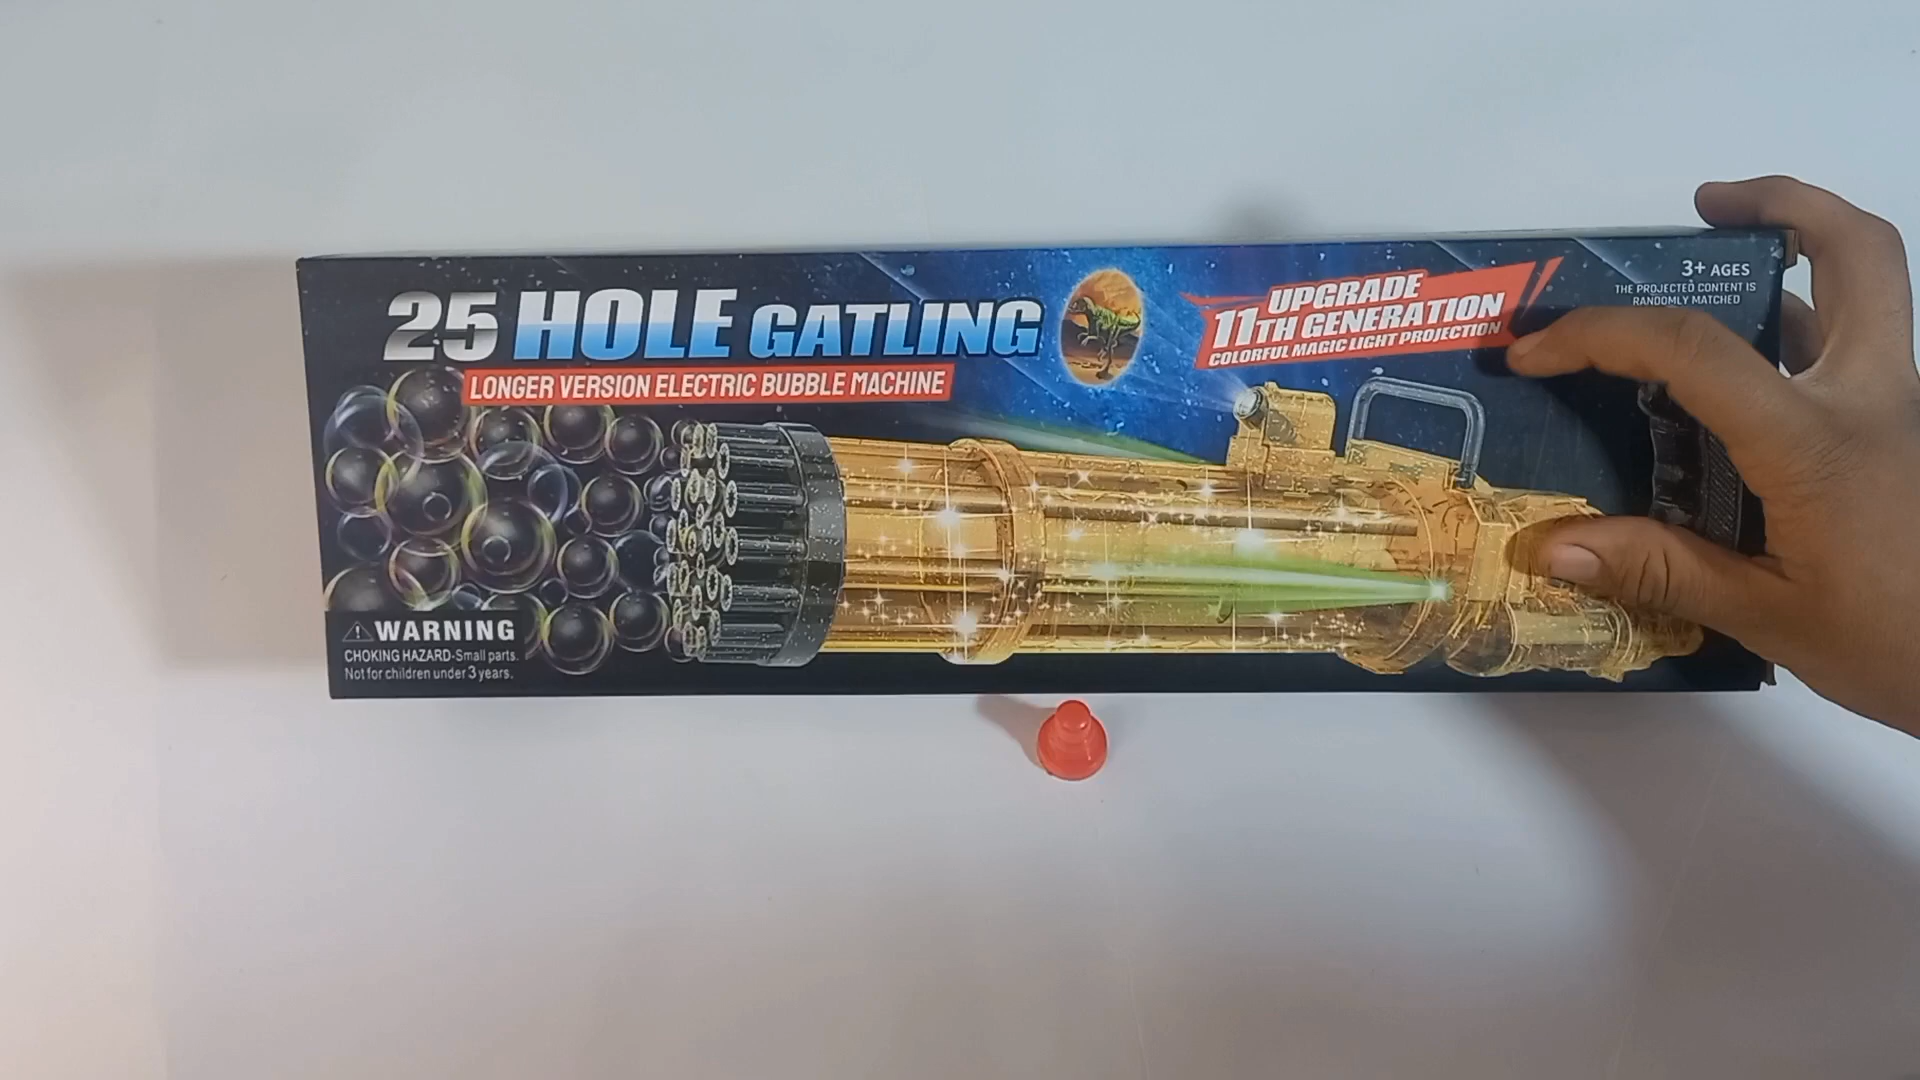 25 HOLE GATLING
LONGER VERSION ELECTRIC BUBBLE MACHINE
UPGRADE
11TH GENERATION
COLORFUL MAGIC LIGHT PROJECTION
3+ AGES
THE PROJECTED CONTENT IS
RANDOMLY MATCHED
WARNING
CHOKING HAZARD-Small parts.
Not for children under 3 years.